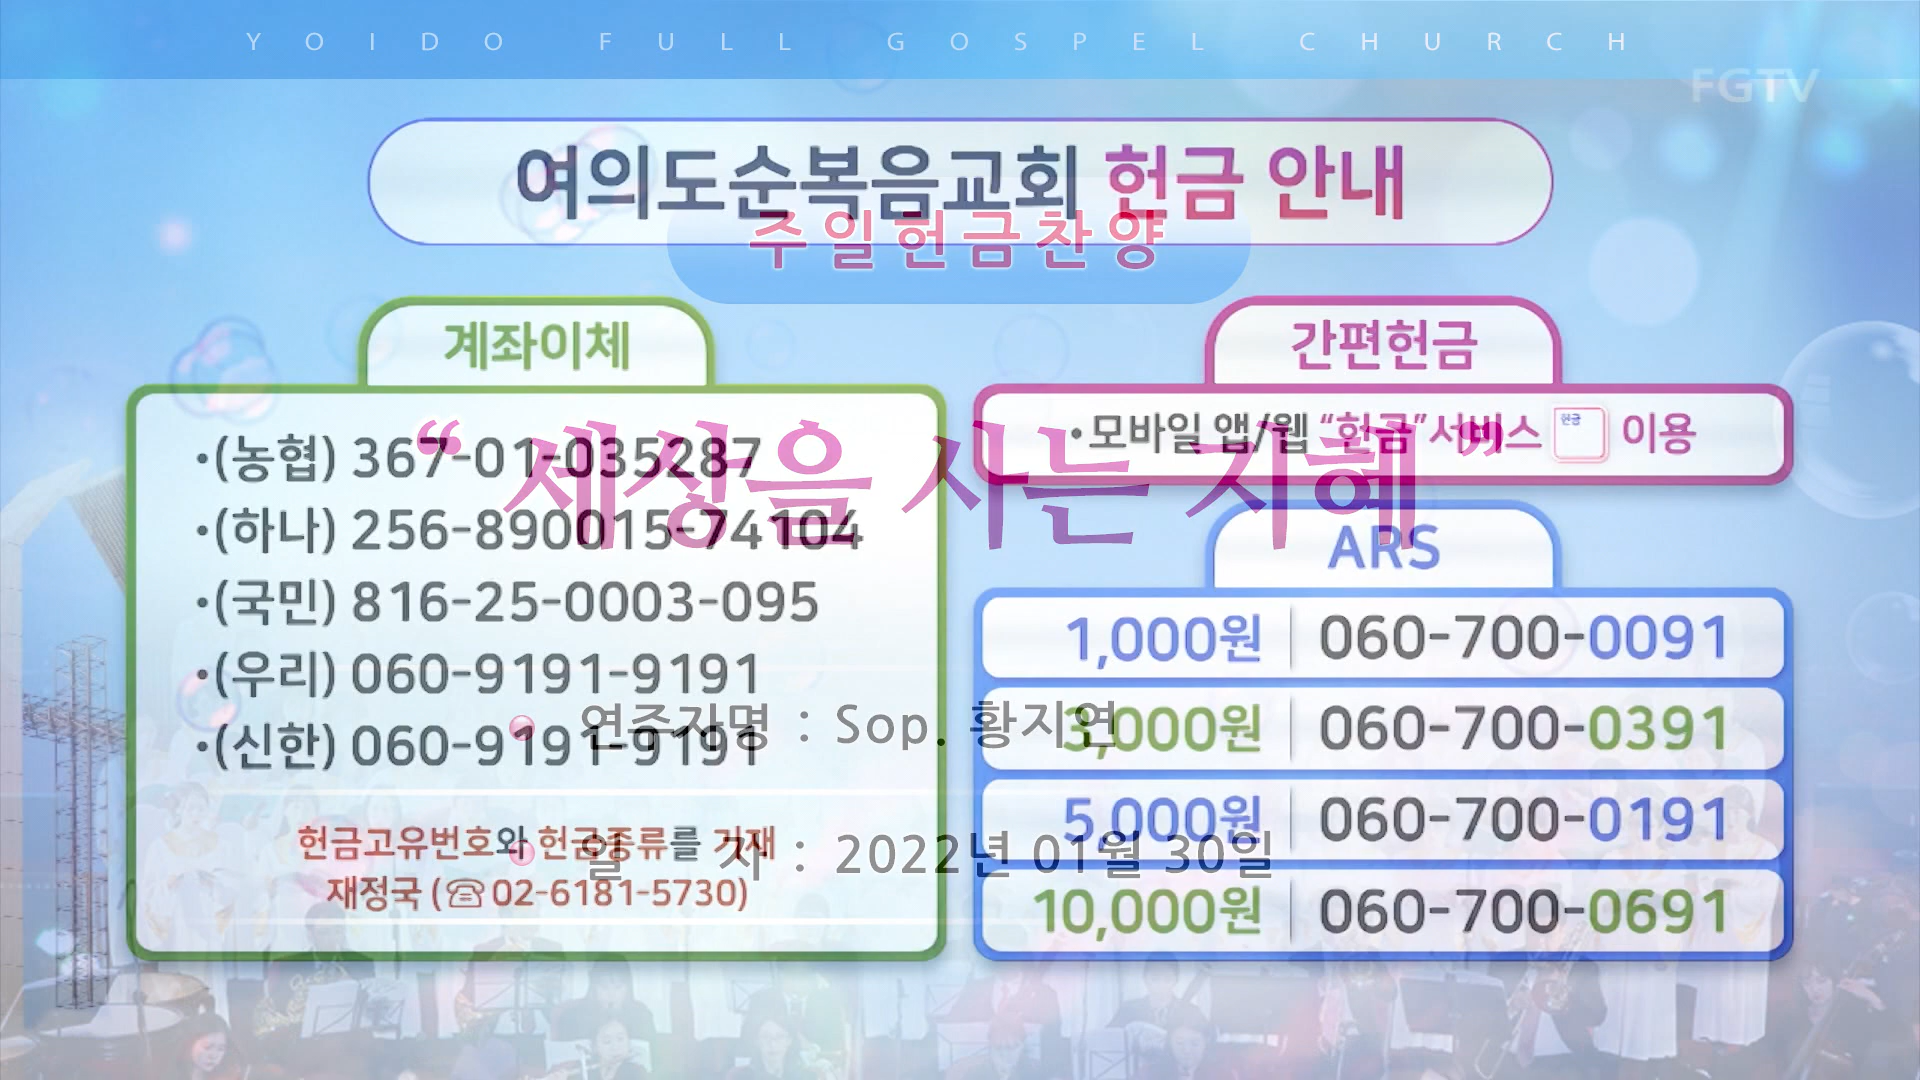 YOIDO FULL GOSPEL CHURCH
FGTV
여의도순복음교회 헌금 안내
주일헌금찬양
계좌이체
·(농협) 367-01-035287
·(하나) 256-890015-74104
·(국민) 816-25-0003-095
·(우리) 060-9191-9191
·(신한) 060-9191-9191
헌금고유번호와 헌금종류를 기재
재정국 (☏02-6181-5730)
간편헌금
·모바일 앱/웹 “헌금”서비스 헌금 이용
ARS
1,000원 060-700-0091
3,000원 060-700-0391
5,000원 060-700-0191
10,000원 060-700-0691
“ 세상을 사는 지혜 ”
연주자명 : Sop. 황지연
일 자 : 2022년 01월 30일